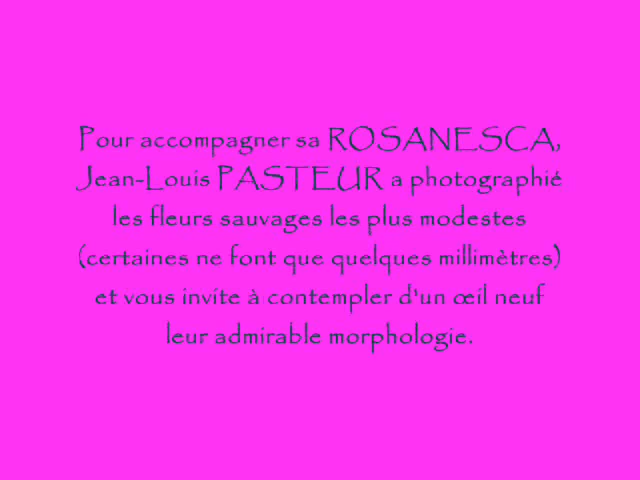 Pour accompagner sa ROSANESCA,
Jean-Louis PASTEUR a photographié
les fleurs sauvages les plus modestes
(certaines ne font que quelques millimètres)
et vous invite à contempler d'un œil neuf
leur admirable morphologie.